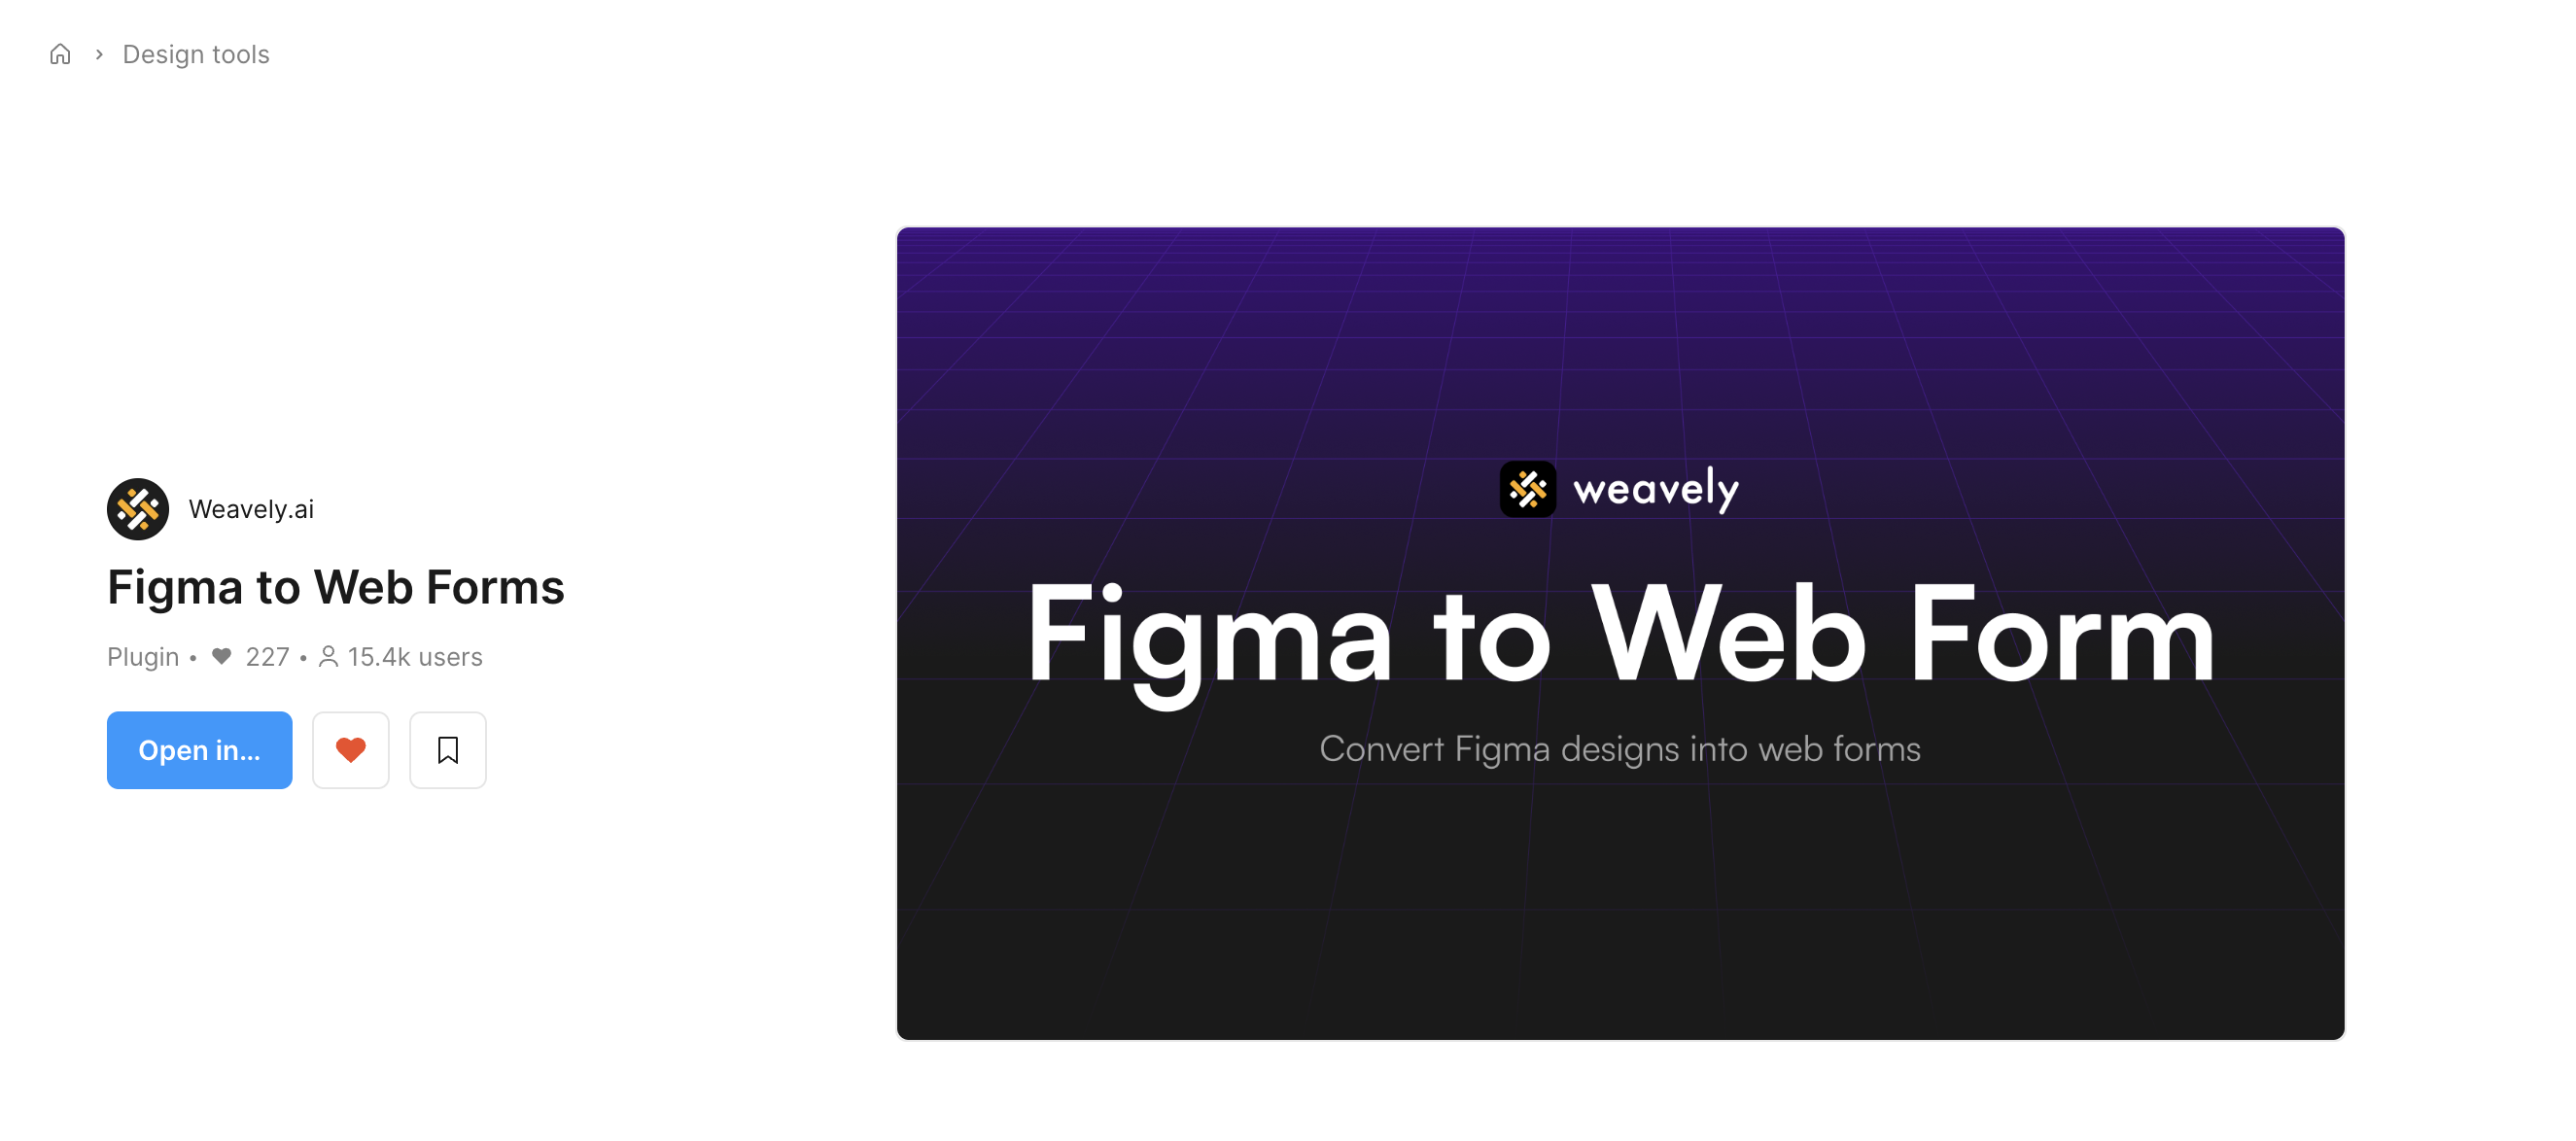 Design tools
Weavely.ai
Figma to Web Forms
Plugin • 227 • 15.4k users
Open in...
weavely
Figma to Web Form
Convert Figma designs into web forms